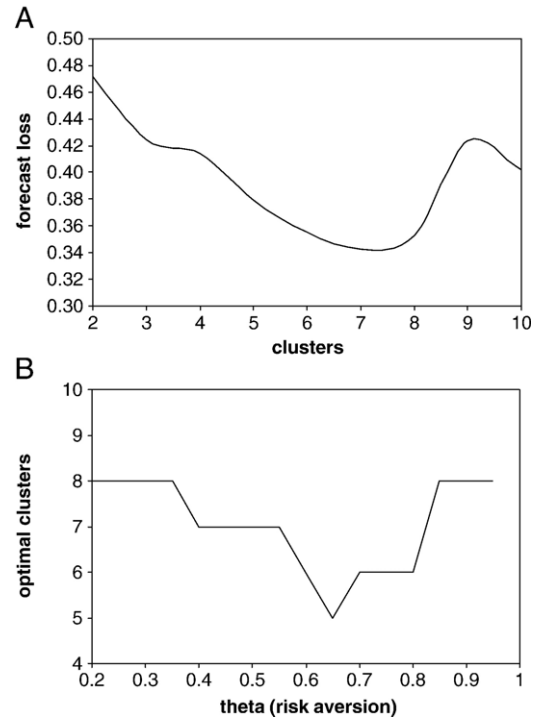 A
0.50
0.48
0.46
0.44
0.42
0.40
0.38
0.36
0.34
0.32
0.30
forecast loss
2 3 4 5 6 7 8 9 10
clusters
B
10
9
8
7
6
5
4
optimal clusters
0.2 0.3 0.4 0.5 0.6 0.7 0.8 0.9 1
theta (risk aversion)